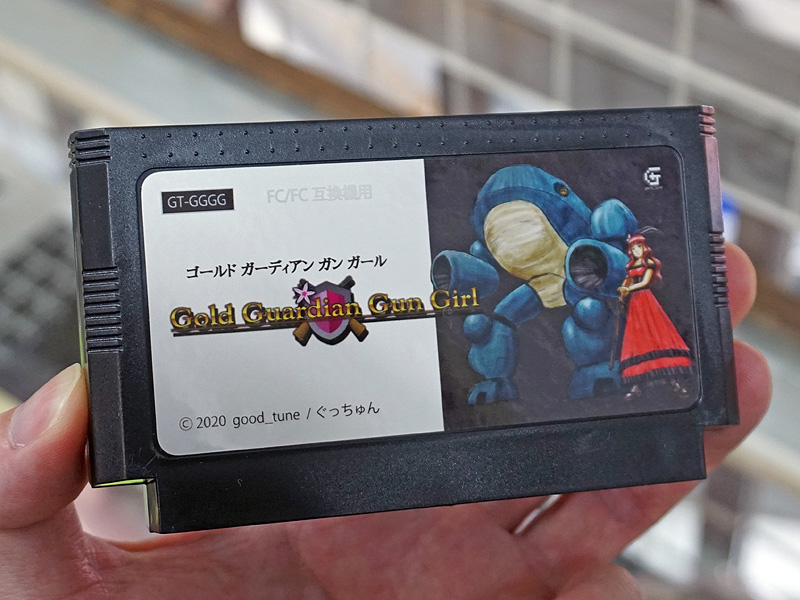 GT-GGGG
FC/FC 互換機用
ゴールド ガーディアン ガン ガール
Gold Guardian Gun Girl
© 2020 good_tune / ぐっちゅん